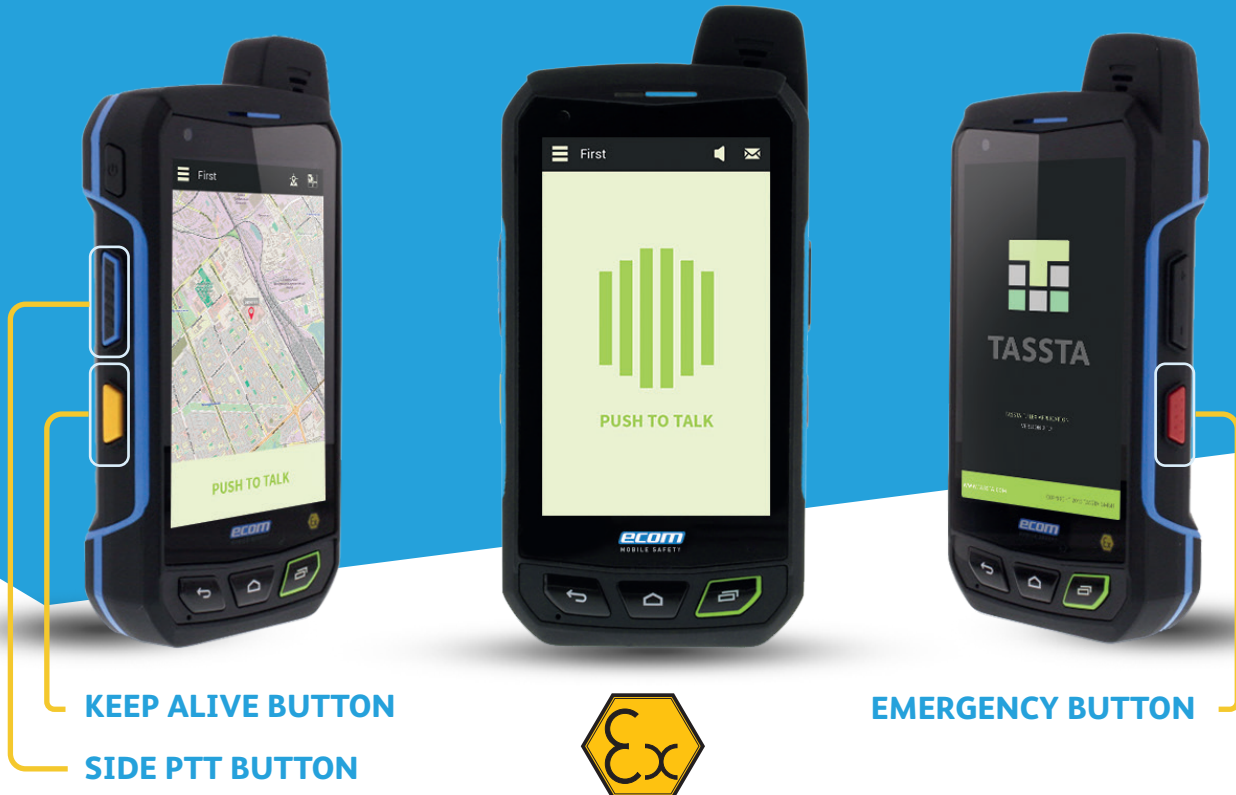 First
PUSH TO TALK
ecom
First
PUSH TO TALK
ecom
MOBILE SAFETY
TASSTA
ecom
KEEP ALIVE BUTTON
SIDE PTT BUTTON
Ex
EMERGENCY BUTTON